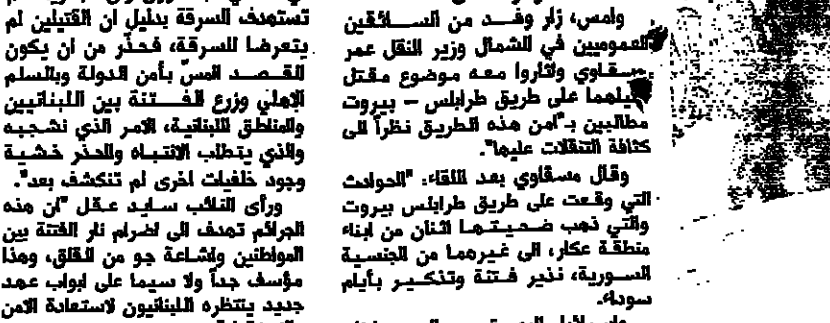 وامس، زار وفد من السائقين
العموميين في الشمال وزير النقل عمر
مسقاوي واثاروا معه موضوع مقتل
زميليهما على طريق طرابلس – بيروت
مطالبين بـ"امن هذه الطريق نظراً الى
كثافة التنقلات عليها".
وقال مسقاوي بعد اللقاء: "الحوادث
التي وقعت على طريق طرابلس بيروت
والتي ذهب ضحيتها اثنان من ابناء
منطقة عكار، الى غيرهما من الجنسية
السورية، نذير فتنة وتذكير بأيام
سوداء.
تستهدف السرقة بدليل ان القتيلين لم
يتعرضا للسرقة، فحذّر من ان يكون
القصد المسّ بأمن الدولة وبالسلم
الاهلي وزرع الفتنة بين اللبنانيين
والمناطق اللبنانية، الامر الذي نشجبه
والذي يتطلب الانتباه والحذر خشية
وجود خلفيات اخرى لم تنكشف بعد".
ورأى النائب سايد عقل "ان هذه
الجرائم تهدف الى اضرام نار الفتنة بين
المواطنين واشاعة جو من القلق، وهذا
مؤسف جداً ولا سيما على ابواب عهد
جديد ينتظره اللبنانيون لاستعادة الامن